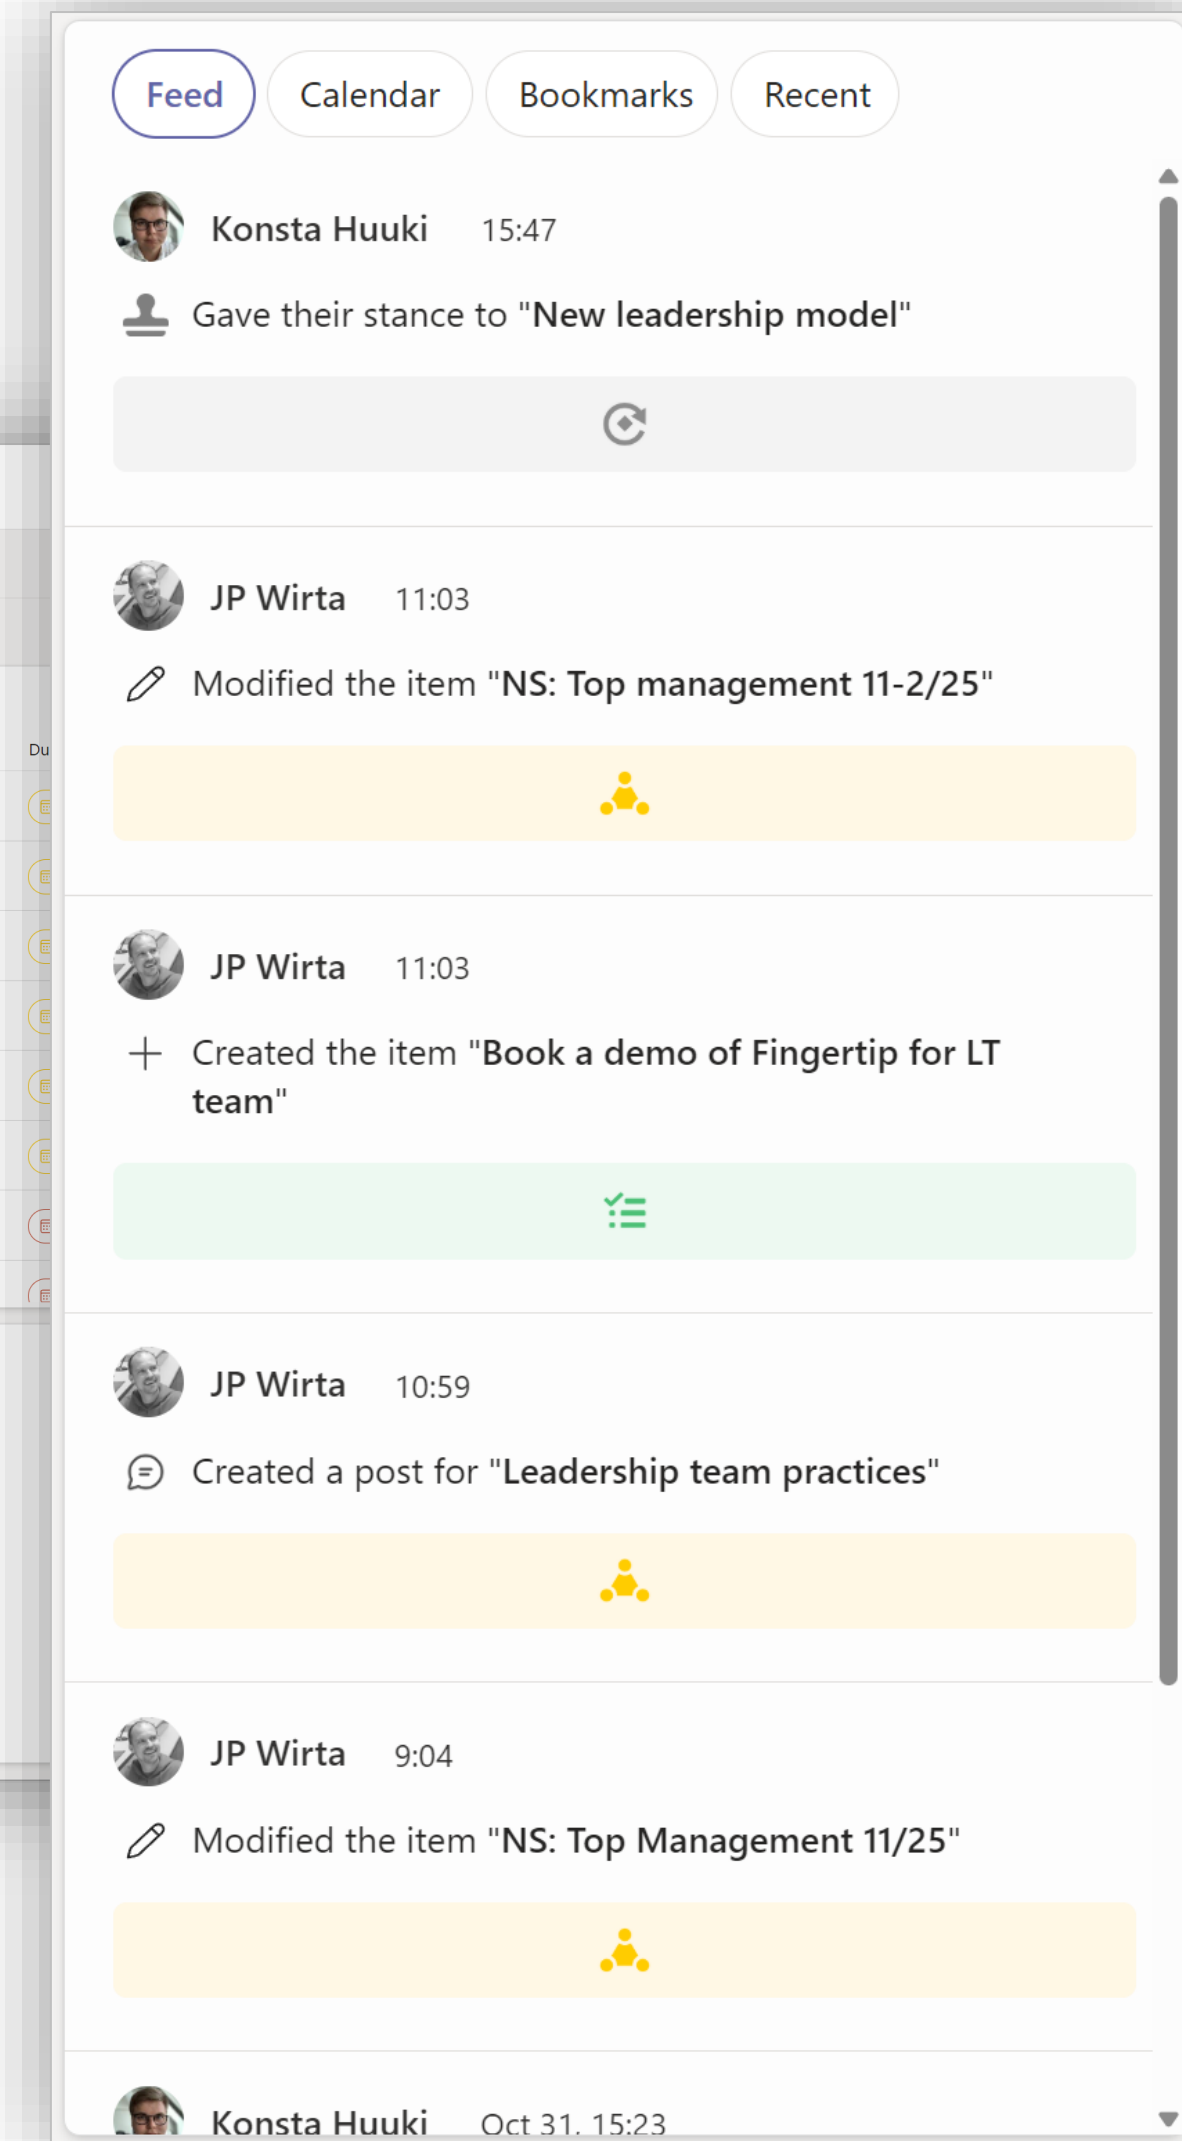 Feed Calendar Bookmarks Recent
Konsta Huuki 15:47
Gave their stance to "New leadership model"
JP Wirta 11:03
Modified the item "NS: Top management 11-2/25"
Du
JP Wirta 11:03
Created the item "Book a demo of Fingertip for LT
team"
JP Wirta 10:59
Created a post for "Leadership team practices"
JP Wirta 9:04
Modified the item "NS: Top Management 11/25"
Konsta Huuki Oct 31, 15:23